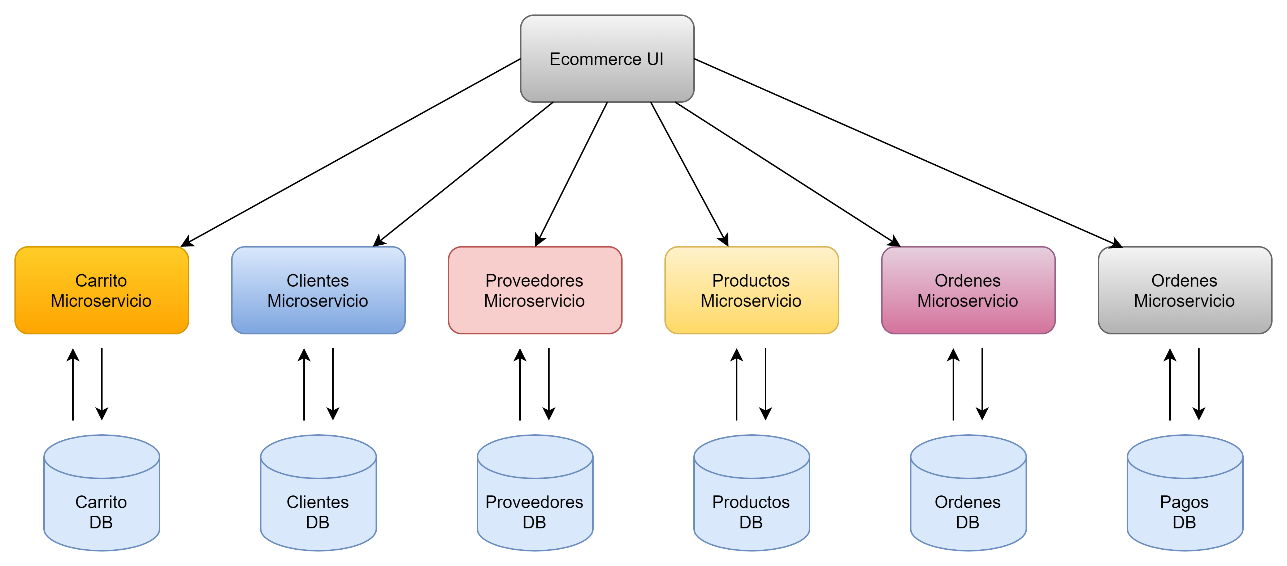 Ecommerce UI
Carrito
Microservicio
Clientes
Microservicio
Proveedores
Microservicio
Productos
Microservicio
Ordenes
Microservicio
Ordenes
Microservicio
Carrito
DB
Clientes
DB
Proveedores
DB
Productos
DB
Ordenes
DB
Pagos
DB